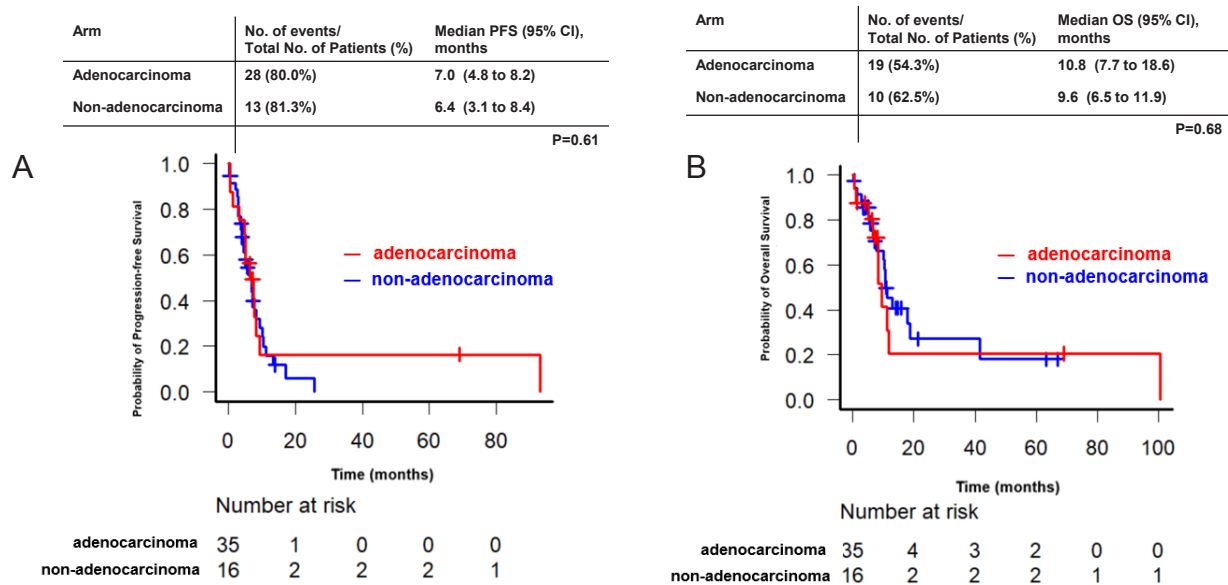 Arm No. of events/ Median PFS (95% CI),
Total No. of Patients (%) months
Adenocarcinoma 28 (80.0%) 7.0 (4.8 to 8.2)
Non-adenocarcinoma 13 (81.3%) 6.4 (3.1 to 8.4)
P=0.61
A
1.0
0.8
0.6
0.4
0.2
0.0
Probability of Progression-free Survival
adenocarcinoma
non-adenocarcinoma
0 20 40 60 80
Time (months)
Number at risk
adenocarcinoma 35 1 0 0 0
non-adenocarcinoma 16 2 2 2 1
Arm No. of events/ Median OS (95% CI),
Total No. of Patients (%) months
Adenocarcinoma 19 (54.3%) 10.8 (7.7 to 18.6)
Non-adenocarcinoma 10 (62.5%) 9.6 (6.5 to 11.9)
P=0.68
B
1.0
0.8
0.6
0.4
0.2
0.0
Probability of Overall Survival
adenocarcinoma
non-adenocarcinoma
0 20 40 60 80 100
Time (months)
Number at risk
adenocarcinoma 35 4 3 2 0 0
non-adenocarcinoma 16 2 2 2 1 1